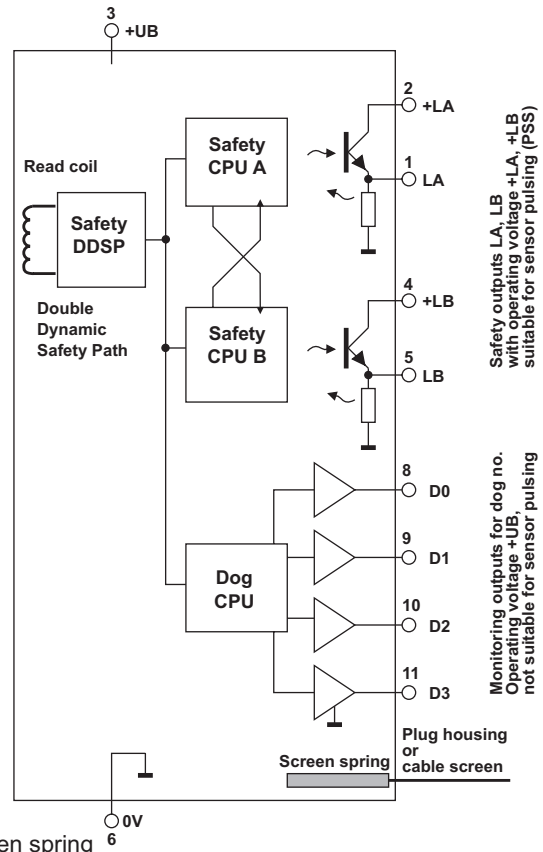 3
+UB
2
+LA
Safety
CPU A
1
LA
Read coil
Safety
DDSP
Double
Dynamic
Safety Path
Safety
CPU B
4
+LB
5
LB
Safety outputs LA, LB
with operating voltage +LA, +LB
suitable for sensor pulsing (PSS)
8
D0
9
D1
Dog
CPU
10
D2
11
D3
Monitoring outputs for dog no.
Operating voltage +UB,
not suitable for sensor pulsing
Plug housing
or
cable screen
Screen spring
0V
6
en spring